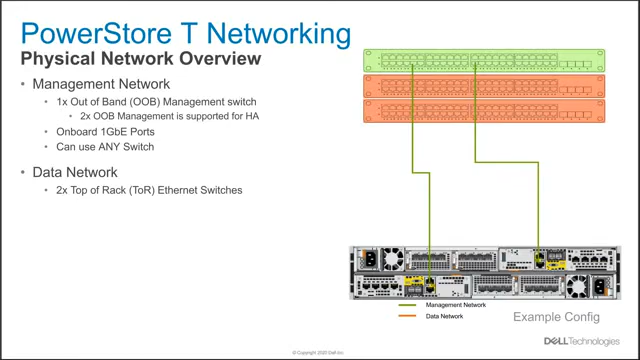 PowerStore T Networking
Physical Network Overview
• Management Network
• 1x Out of Band (OOB) Management switch
• 2x OOB Management is supported for HA
• Onboard 1GbE Ports
• Can use ANY Switch
• Data Network
• 2x Top of Rack (ToR) Ethernet Switches
Management Network
Data Network
Example Config
DELLTechnologies
© Copyright 2020 Dell Inc.